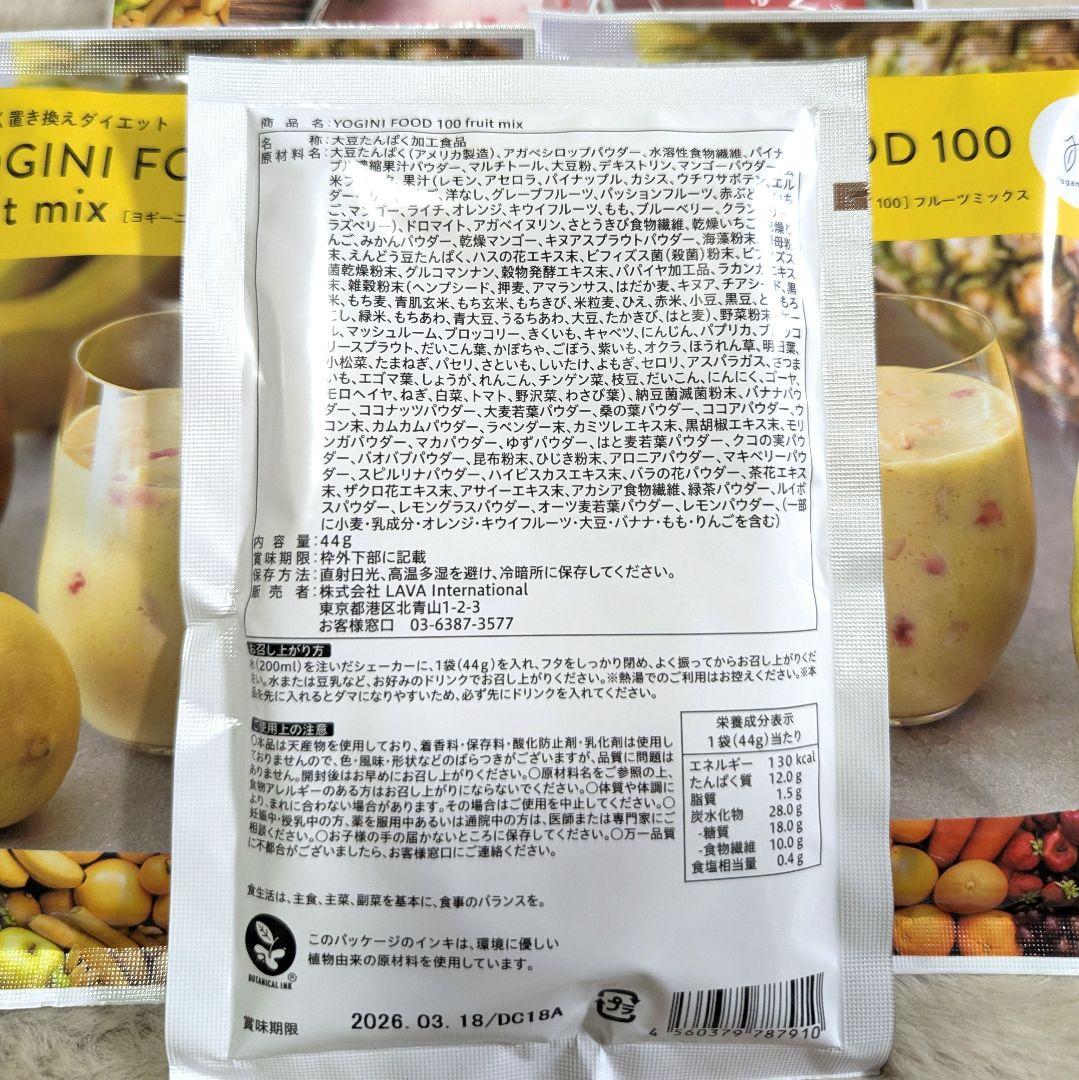 く置き換えダイエット
OGINI FO
it mix [ヨギーニ
OD 100
100]フルーツミックス
商品名:YOGINI FOOD 100 fruit mix
名称:大豆たんぱく加工食品
原材料名:大豆たんぱく(アメリカ製造)、アガベシロップパウダー、水溶性食物繊維、パイナ
濃縮果汁パウダー、マルチトール、大豆粉、デキストリン、マンゴーパウダー、
果汁(レモン、アセロラ、パイナップル、カシス、ウチワサボテン、エル
洋なし、グレープフルーツ、パッションフルーツ、赤ぶど
ご、マンゴー、ライチ、オレンジ、キウイフルーツ、もも、ブルーベリー、クラン
ラズベリー)、ドロマイト、アガベイヌリン、さとうきび食物繊維、乾燥いちご
んご、みかんパウダー、乾燥マンゴー、キヌアスプラウトパウダー、海藻粉末、
末、えんどう豆たんぱく、ハスの花エキス末、ビフィズス菌(殺菌)粉末、ビフィズス
菌乾燥粉末、グルコマンナン、穀物発酵エキス末、パパイヤ加工品、ラカンカエキス
末、雑穀粉末(ヘンプシード、押麦、アマランサス、はだか麦、キヌア、チアシード、黒
米、もち麦、青肌玄米、もち玄米、もちきび、米粒麦、ひえ、赤米、小豆、黒豆、とうもろ
こし、緑米、もちあわ、青大豆、うるちあわ、大豆、たかきび、はと麦)、野菜粉末(ケー
ル、マッシュルーム、ブロッコリー、きくいも、キャベツ、にんじん、パプリカ、ブロッコ
リースプラウト、だいこん葉、かぼちゃ、ごぼう、紫いも、オクラ、ほうれん草、明日葉、
小松菜、たまねぎ、パセリ、さといも、しいたけ、よもぎ、セロリ、アスパラガス、さつま
いも、エゴマ葉、しょうが、れんこん、チンゲン菜、枝豆、だいこん、にんにく、ゴーヤ、
モロヘイヤ、ねぎ、白菜、トマト、野沢菜、わさび葉)、納豆菌滅菌粉末、バナナパウ
ダー、ココナッツパウダー、大麦若葉パウダー、桑の葉パウダー、ココアパウダー、ウ
コン末、カムカムパウダー、ラベンダー末、カミツレエキス末、黒胡椒エキス末、モリ
ンガパウダー、マカパウダー、ゆずパウダー、はと麦若葉パウダー、クコの実パウ
ダー、バオバブパウダー、昆布粉末、ひじき粉末、アロニアパウダー、マキベリーパウ
ダー、スピルリナパウダー、ハイビスカスエキス末、バラの花パウダー、茶花エキス
末、ザクロ花エキス末、アサイーエキス末、アカシア食物繊維、緑茶パウダー、ルイボ
スパウダー、レモングラスパウダー、オーツ麦若葉パウダー、レモンパウダー、(一部
に小麦・乳成分・オレンジ・キウイフルーツ・大豆・バナナ・もも・りんごを含む)
内容量:44g
賞味期限:枠外下部に記載
保存方法:直射日光、高温多湿を避け、冷暗所に保存してください。
販売者:株式会社 LAVA International
東京都港区北青山1-2-3
お客様窓口 03-6387-3577
お召し上がり方
水(200ml)を注いだシェーカーに、1袋(44g)を入れ、フタをしっかり閉め、よく振ってからお召し上がりくだ
さい。水または豆乳など、お好みのドリンクでお召し上がりください。※熱湯でのご利用はお控えください。※本
品を先に入れるとダマになりやすいため、必ず先にドリンクを入れてください。
ご使用上の注意
○本品は天産物を使用しており、着香料・保存料・酸化防止剤・乳化剤は使用し
ておりませんので、色・風味・形状などのばらつきがございますが、品質に問題は
ありません。開封後はお早めにお召し上がりください。○原材料名をご参照の上、
食物アレルギーのある方はお召し上がりにならないでください。○体質や体調に
より、まれに合わない場合があります。その場合はご使用を中止してください。○
妊娠中・授乳中の方、薬を服用中あるいは通院中の方は、医師または専門家にご
相談ください。○お子様の手の届かないところに保存してください。○万一品質
に不都合がございましたら、お客様窓口にご連絡ください。
栄養成分表示
1袋(44g)当たり
エネルギー 130 kcal
たんぱく質 12.0g
脂質 1.5g
炭水化物 28.0g
-糖質 18.0g
-食物繊維 10.0g
食塩相当量 0.4g
食生活は、主食、主菜、副菜を基本に、食事のバランスを。
このパッケージのインキは、環境に優しい
植物由来の原材料を使用しています。
BOTANICAL INK®
賞味期限 2026.03.18/DC18A
プラ
4 560379 787910